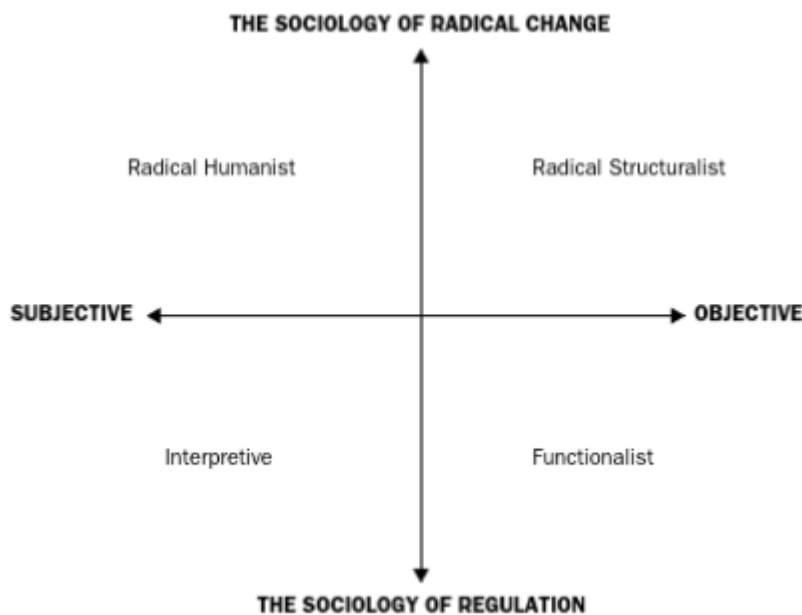 THE SOCIOLOGY OF RADICAL CHANGE
Radical Humanist
Radical Structuralist
SUBJECTIVE
OBJECTIVE
Interpretive
Functionalist
THE SOCIOLOGY OF REGULATION